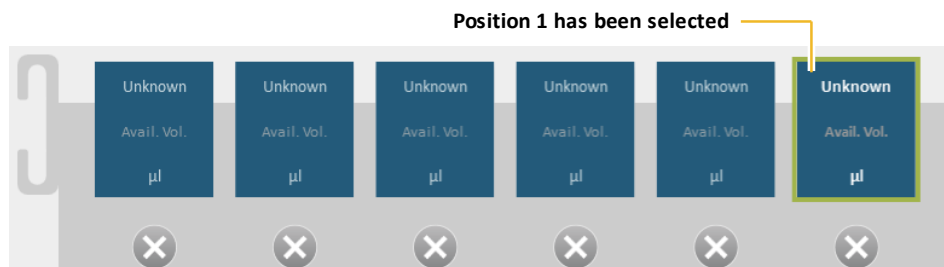 Position 1 has been selected
Unknown Unknown Unknown Unknown Unknown Unknown
Avail. Vol. Avail. Vol. Avail. Vol. Avail. Vol. Avail. Vol. Avail. Vol.
µl µl µl µl µl µl